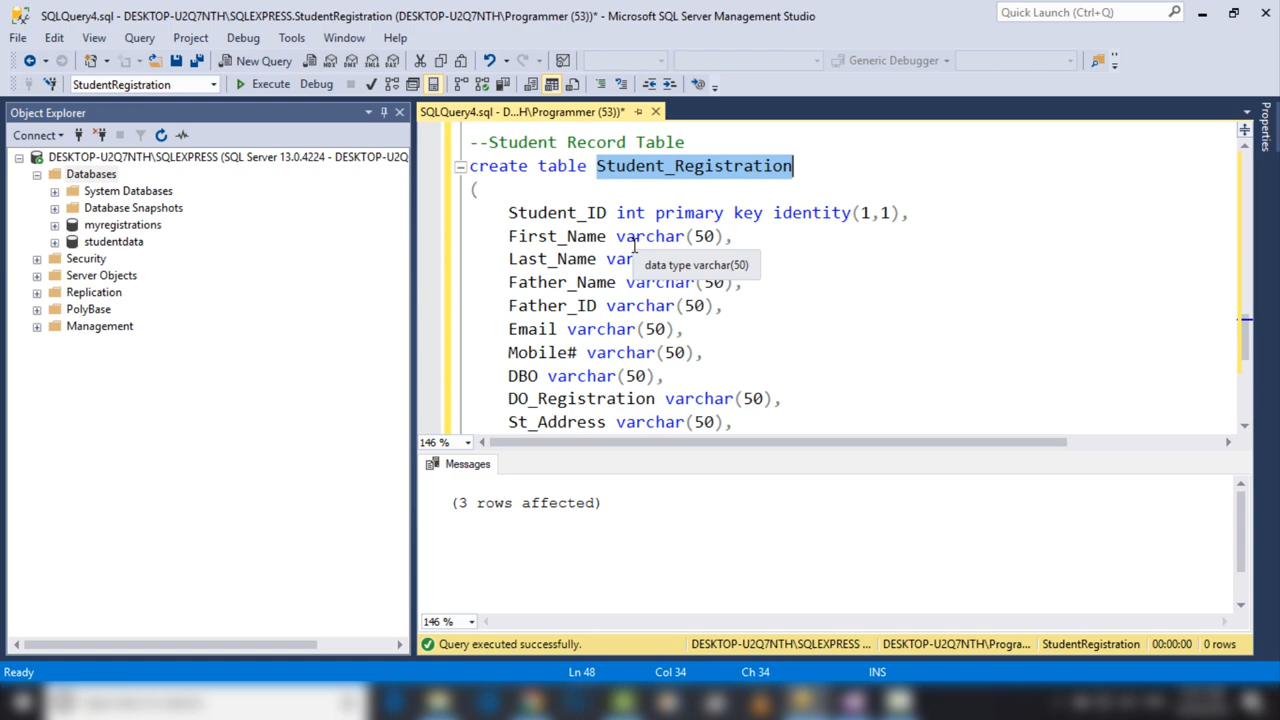 SQLQuery4.sql - DESKTOP-U2Q7NTH\SQLEXPRESS.StudentRegistration (DESKTOP-U2Q7NTH\Programmer (53))* - Microsoft SQL Server Management Studio
Quick Launch (Ctrl+Q)
File Edit View Query Project Debug Tools Window Help
New Query
Generic Debugger
StudentRegistration
Execute Debug
Object Explorer
Connect
DESKTOP-U2Q7NTH\SQLEXPRESS (SQL Server 13.0.4224 - DESKTOP-U2Q
Databases
System Databases
Database Snapshots
myregistrations
studentdata
Security
Server Objects
Replication
PolyBase
Management
SQLQuery4.sql - D...H\Programmer (53))*
--Student Record Table
create table Student_Registration
(
Student_ID int primary key identity(1,1),
First_Name varchar(50),
Last_Name var
data type varchar(50)
Father_Name varchar(50),
Father_ID varchar(50),
Email varchar(50),
Mobile# varchar(50),
DBO varchar(50),
DO_Registration varchar(50),
St_Address varchar(50),
146 %
Messages
(3 rows affected)
146 %
Query executed successfully.
DESKTOP-U2Q7NTH\SQLEXPRESS ... DESKTOP-U2Q7NTH\Progra... StudentRegistration 00:00:00 0 rows
Ready
Ln 48 Col 34 Ch 34 INS
Properties